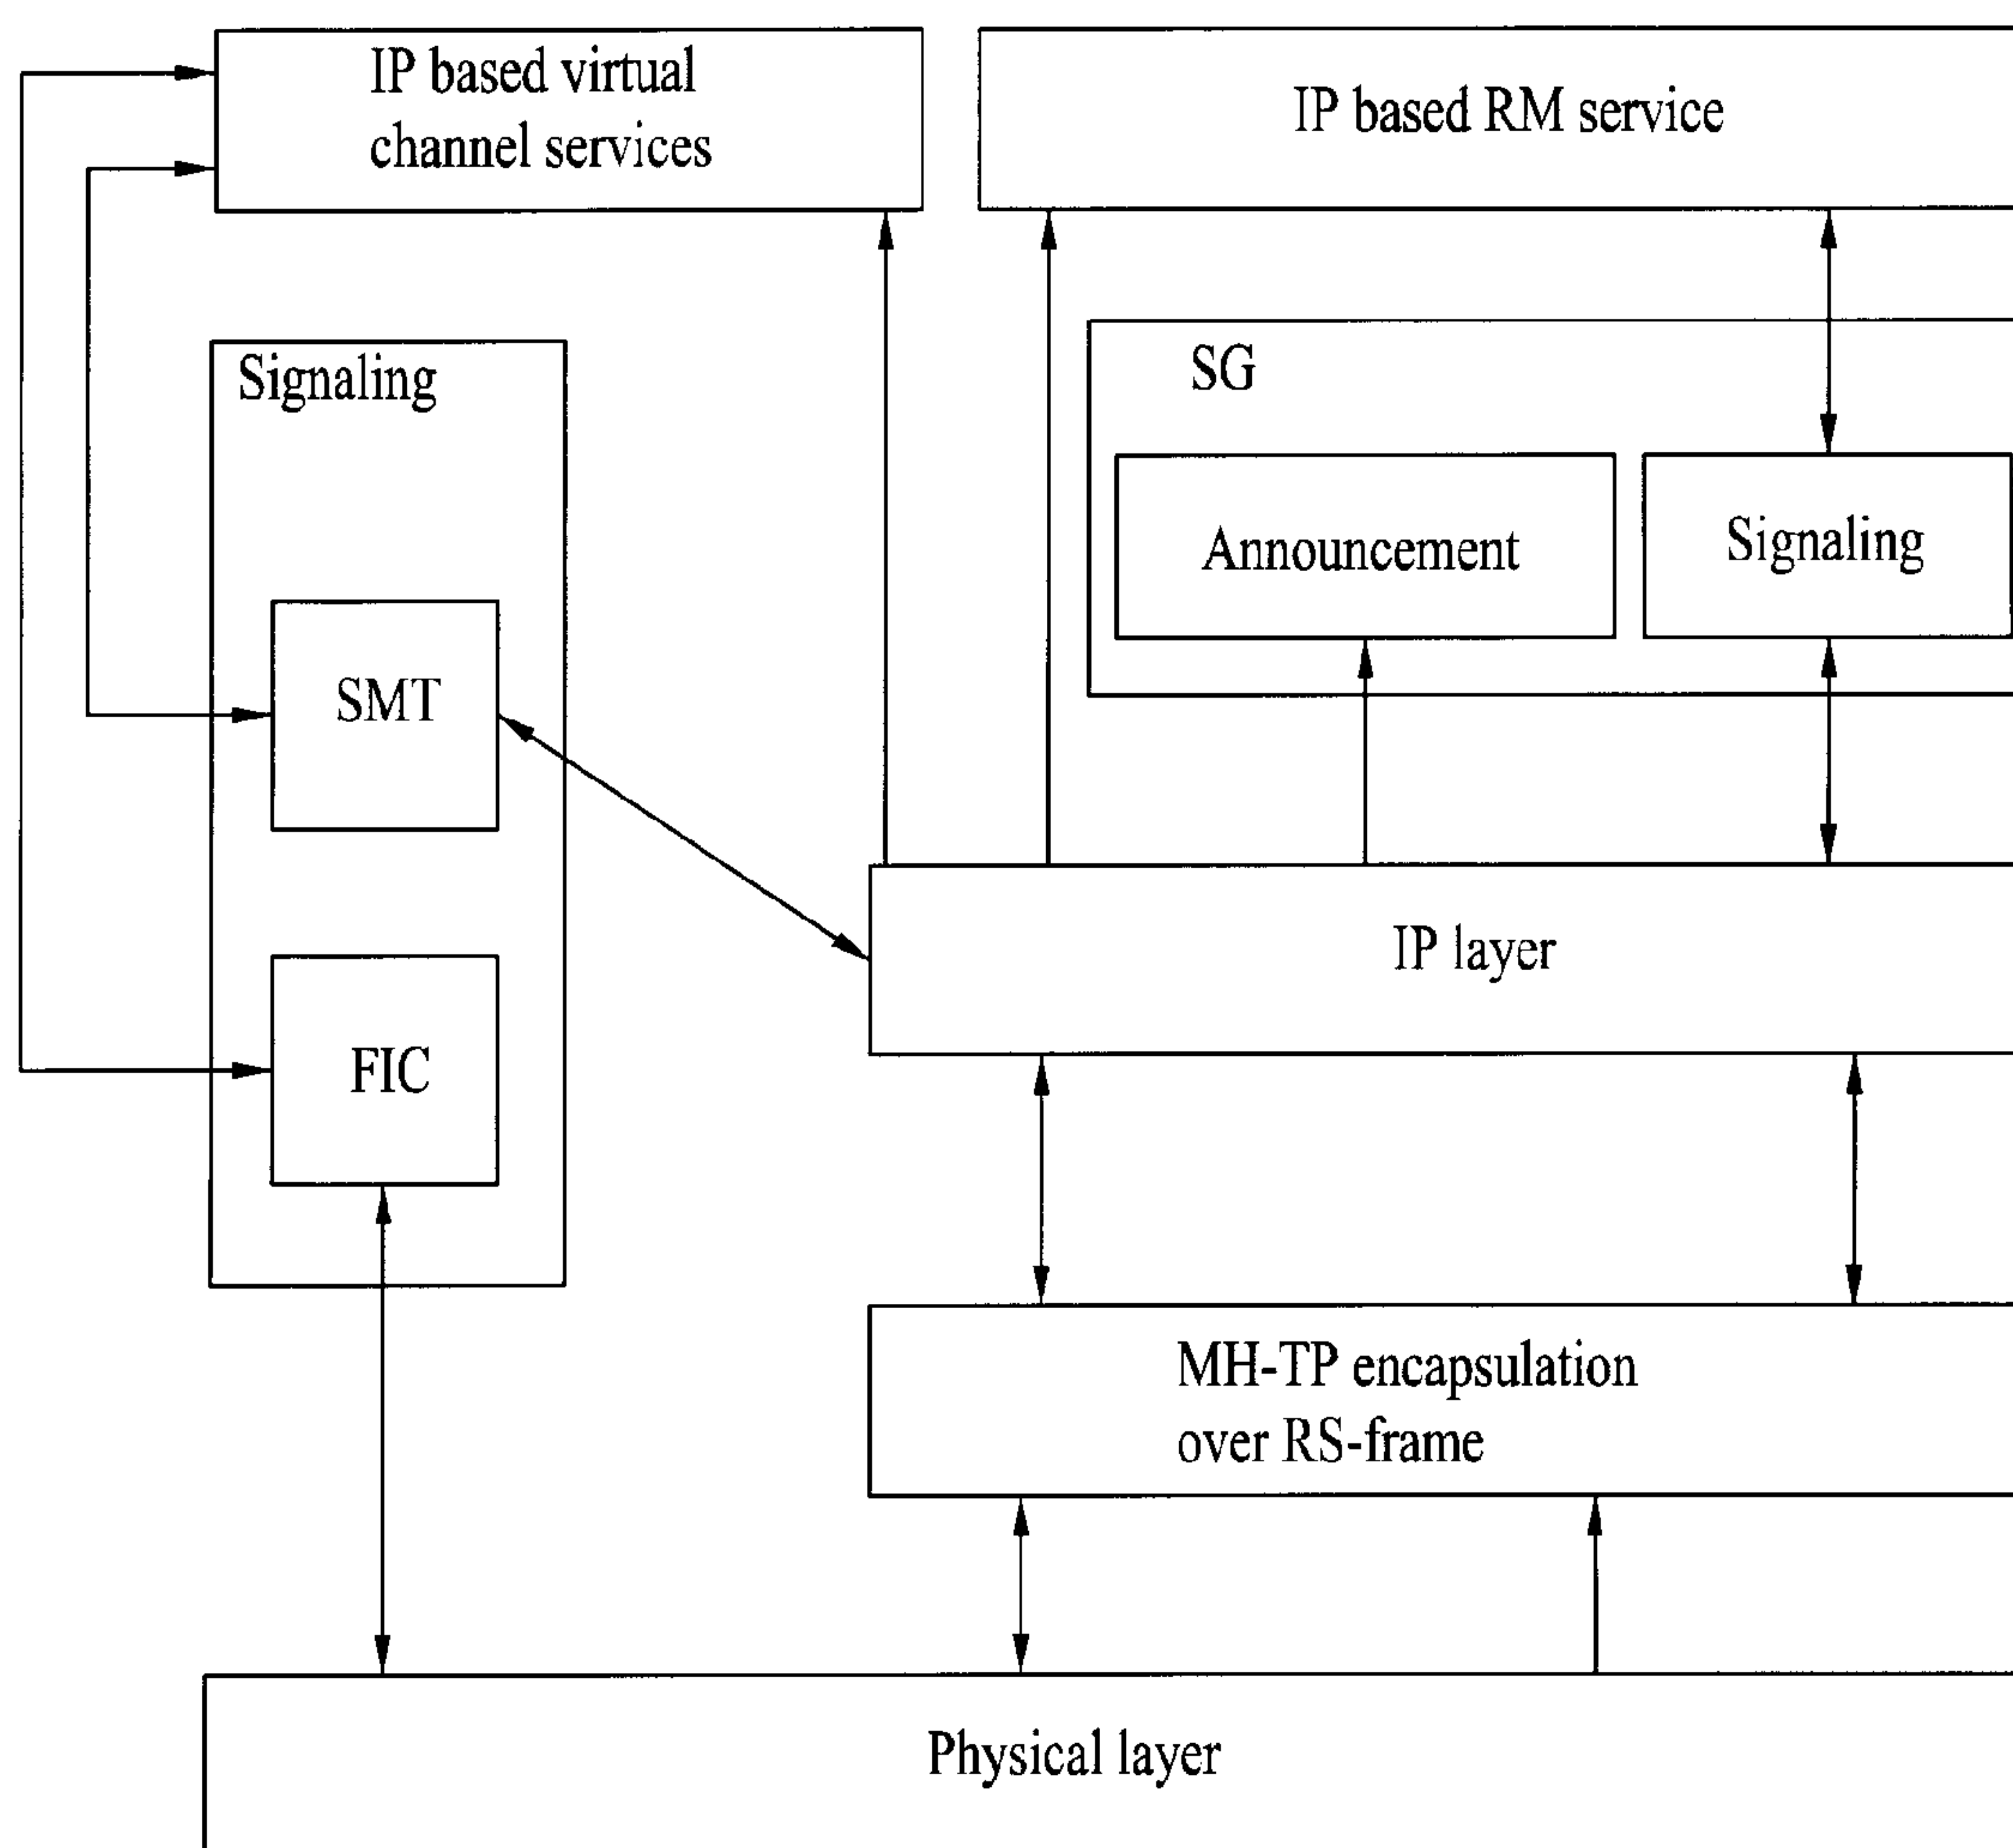 IP based virtual
channel services
IP based RM service
Signaling
SG
Announcement
Signaling
SMT
IP layer
FIC
MH-TP encapsulation
over RS-frame
Physical layer